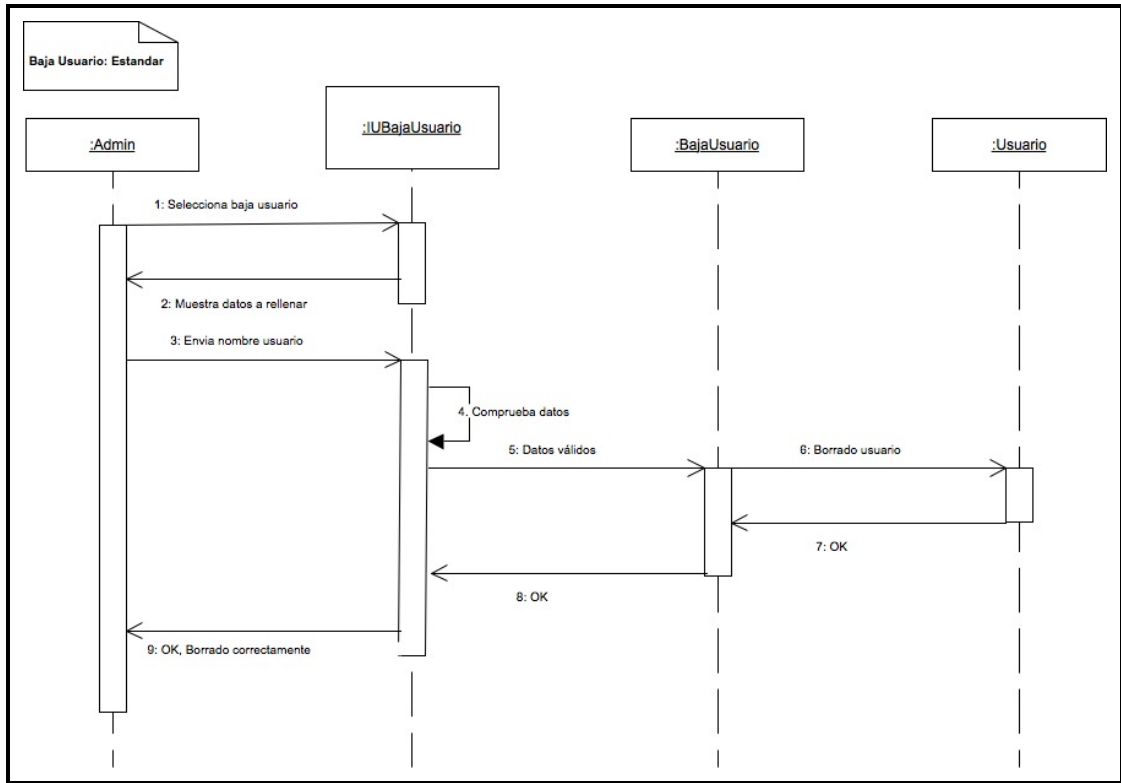 Baja Usuario: Estandar
:Admin
:IUBajaUsuario
:BajaUsuario
:Usuario
1: Selecciona baja usuario
2: Muestra datos a rellenar
3: Envia nombre usuario
4. Comprueba datos
5: Datos válidos
6: Borrado usuario
7: OK
8: OK
9: OK, Borrado correctamente